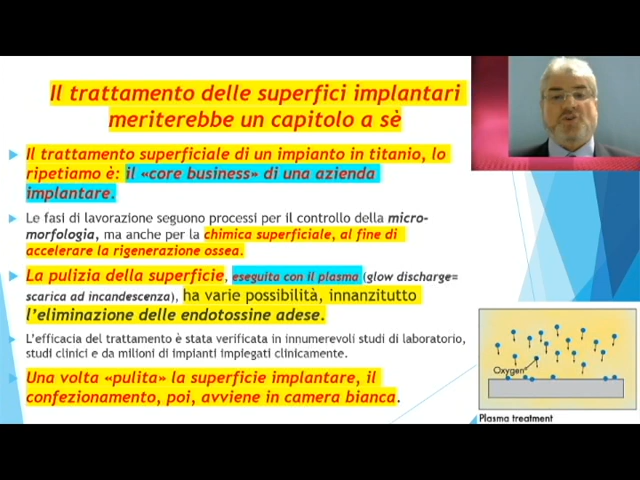 Il trattamento delle superfici implantari
meriterebbe un capitolo a sè
Il trattamento superficiale di un impianto in titanio, lo
ripetiamo è: il «core business» di una azienda
implantare.
Le fasi di lavorazione seguono processi per il controllo della micro-
morfologia, ma anche per la chimica superficiale, al fine di
accelerare la rigenerazione ossea.
La pulizia della superficie, eseguita con il plasma (glow discharge=
scarica ad incandescenza), ha varie possibilità, innanzitutto
l'eliminazione delle endotossine adese.
L'efficacia del trattamento è stata verificata in innumerevoli studi di laboratorio,
studi clinici e da milioni di impianti impiegati clinicamente.
Una volta «pulita» la superficie implantare, il
confezionamento, poi, avviene in camera bianca.
Oxygen*
Plasma treatment